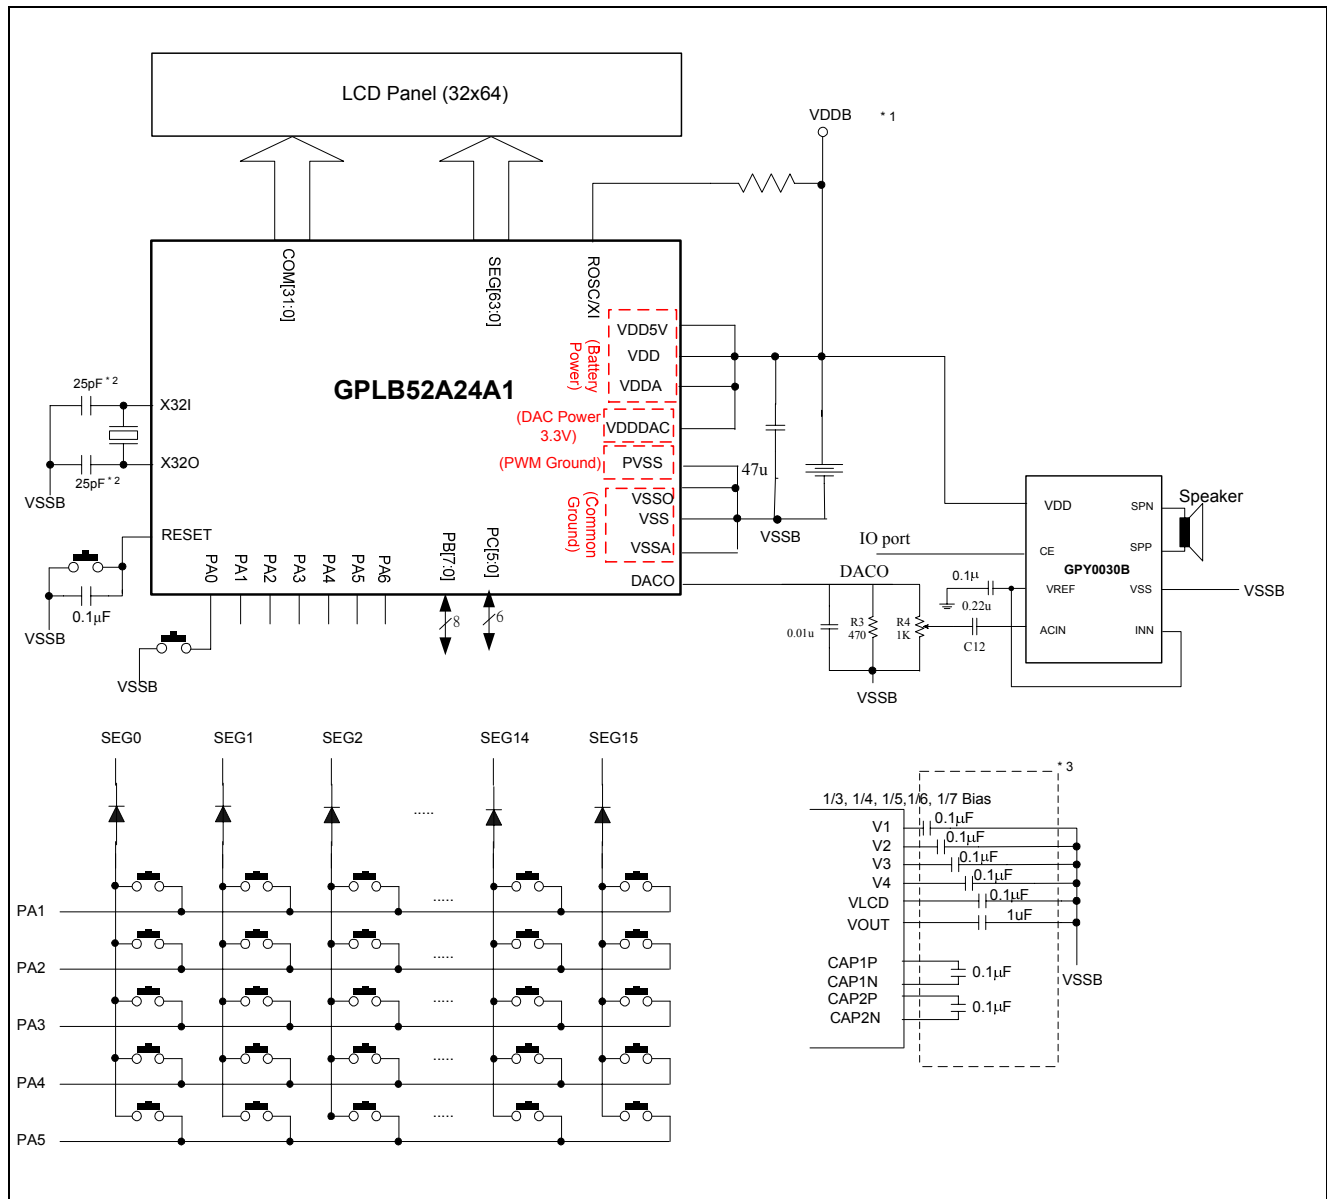 LCD Panel (32x64)
VDDB * 1
COM[31:0]
SEG[63:0]
ROSC/XI
VDD5V
VDD
VDDA
(Battery Power)
GPLB52A24A1
25pF *2
X32I
X32O
25pF *2
VSSB
(DAC Power 3.3V)
VDDDAC
(PWM Ground)
PVSS
47u
VSSO
VSS
VSSA
(Common Ground)
VSSB
DACO
RESET
0.1µF
VSSB
PA0
PA1
PA2
PA3
PA4
PA5
PA6
PB[7:0]
PC[5:0]
8
6
VSSB
IO port
DACO
0.01u
R3
470
R4
1K
VSSB
0.1µ
0.22u
C12
VDD
SPN
Speaker
CE
SPP
GPY0030B
VREF
VSS
VSSB
ACIN
INN
SEG0 SEG1 SEG2 SEG14 SEG15
.....
PA1 .....
PA2 .....
PA3 .....
PA4 .....
PA5 .....
* 3
1/3, 1/4, 1/5,1/6, 1/7 Bias
V1 0.1µF
V2 0.1µF
V3 0.1µF
V4 0.1µF
VLCD 0.1µF
VOUT 1uF
CAP1P
0.1µF
CAP1N
VSSB
CAP2P
0.1µF
CAP2N